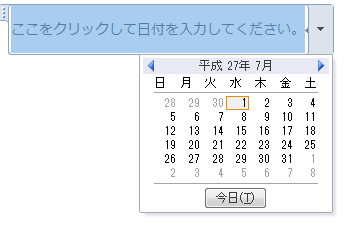 ここをクリックして日付を入力してください。
平成 27年 7月
日 月 火 水 木 金 土
28 29 30 1 2 3 4
5 6 7 8 9 10 11
12 13 14 15 16 17 18
19 20 21 22 23 24 25
26 27 28 29 30 31 1
2 3 4 5 6 7 8
今日(T)